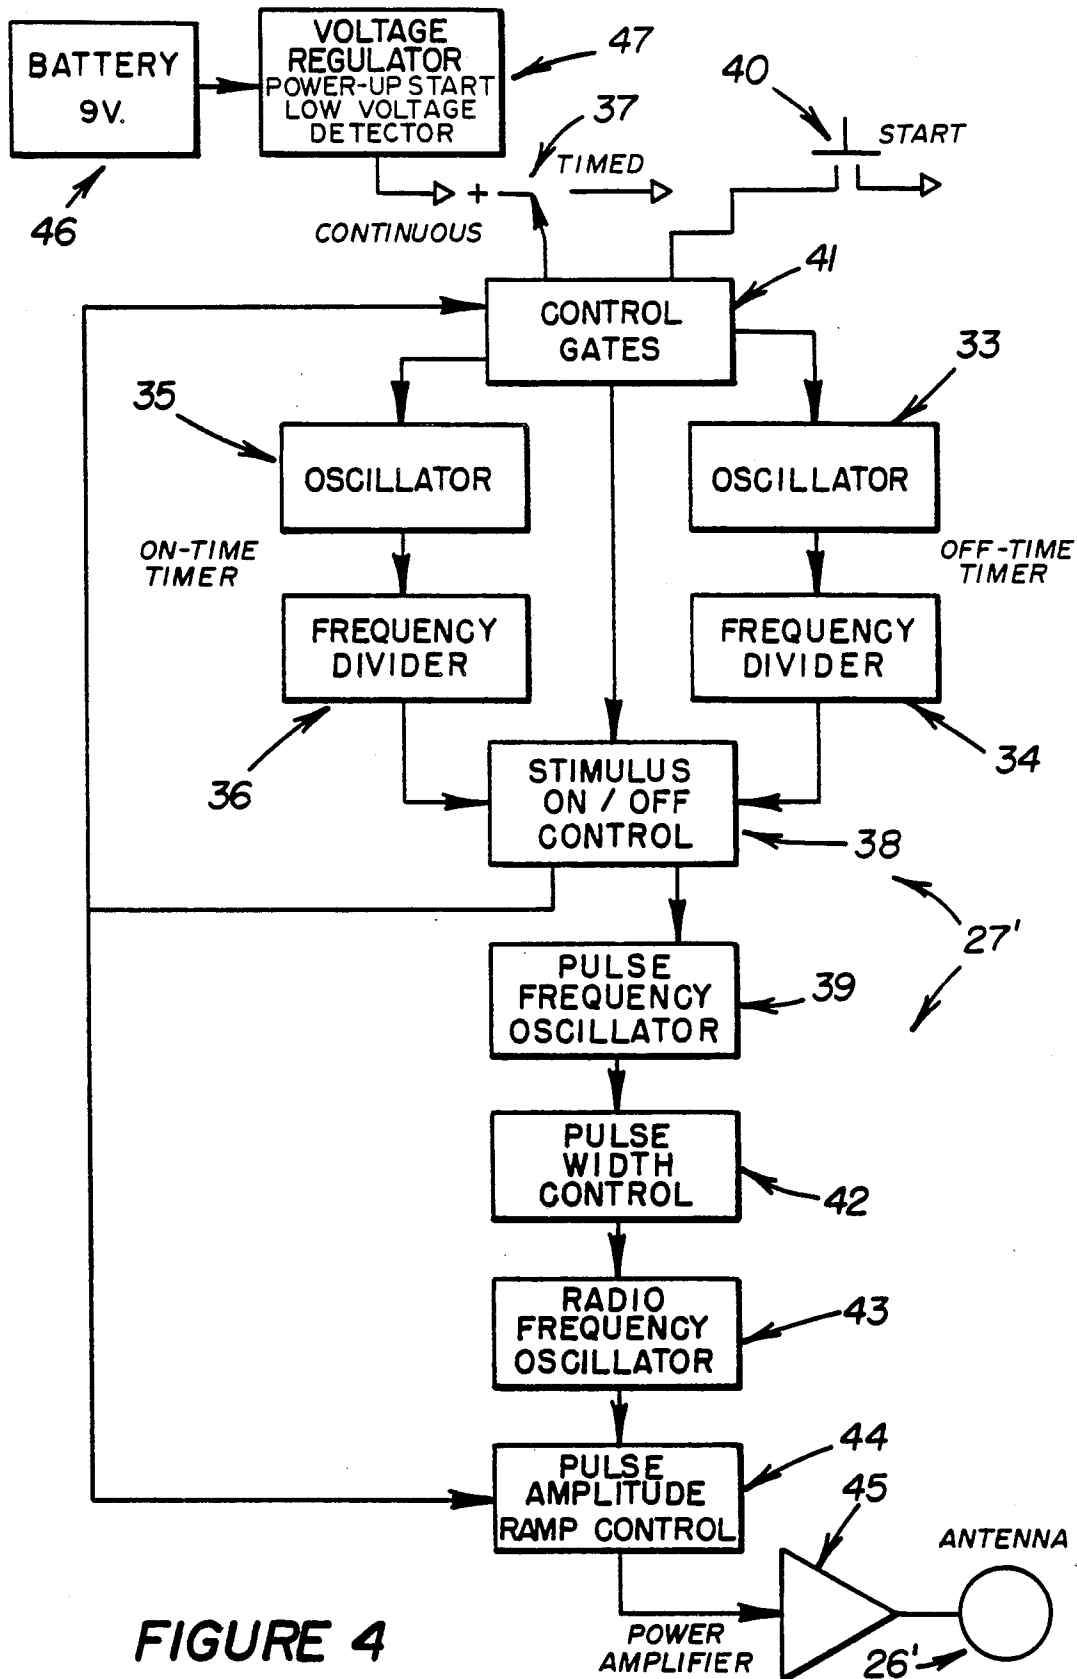 BATTERY
9V.
VOLTAGE
REGULATOR
POWER-UP START
LOW VOLTAGE
DETECTOR
47
46
37
40
START
TIMED
+
CONTINUOUS
41
CONTROL
GATES
35
33
OSCILLATOR
OSCILLATOR
ON-TIME
TIMER
OFF-TIME
TIMER
FREQUENCY
DIVIDER
FREQUENCY
DIVIDER
36
34
STIMULUS
ON / OFF
CONTROL
38
27'
PULSE
FREQUENCY
OSCILLATOR
39
PULSE
WIDTH
CONTROL
42
RADIO
FREQUENCY
OSCILLATOR
43
PULSE
AMPLITUDE
RAMP CONTROL
44
45
ANTENNA
POWER
AMPLIFIER
26'
FIGURE 4